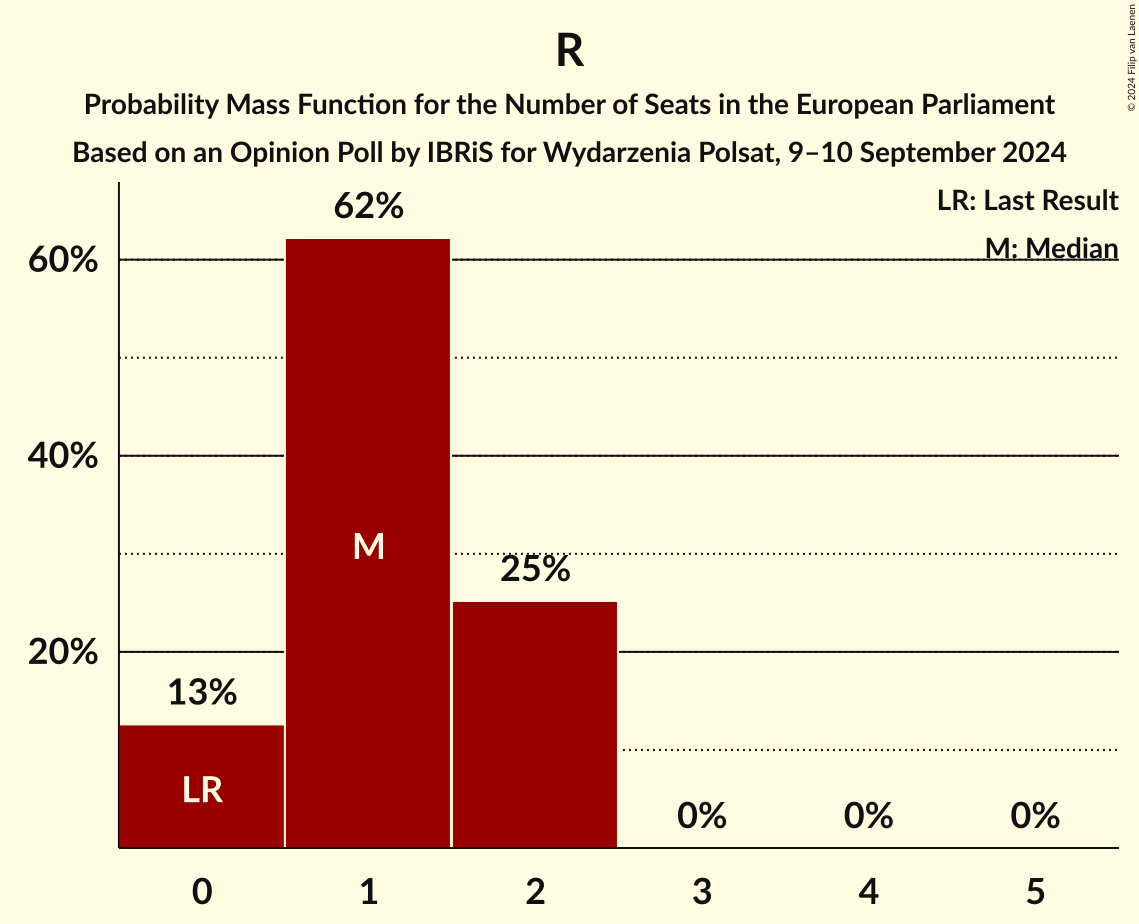 R
Probability Mass Function for the Number of Seats in the European Parliament
Based on an Opinion Poll by IBRiS for Wydarzenia Polsat, 9–10 September 2024
© 2024 Filip van Laenen
LR: Last Result
M: Median
62%
60%
40%
M
25%
20%
13%
LR
0%
0%
0%
0
1
2
3
4
5